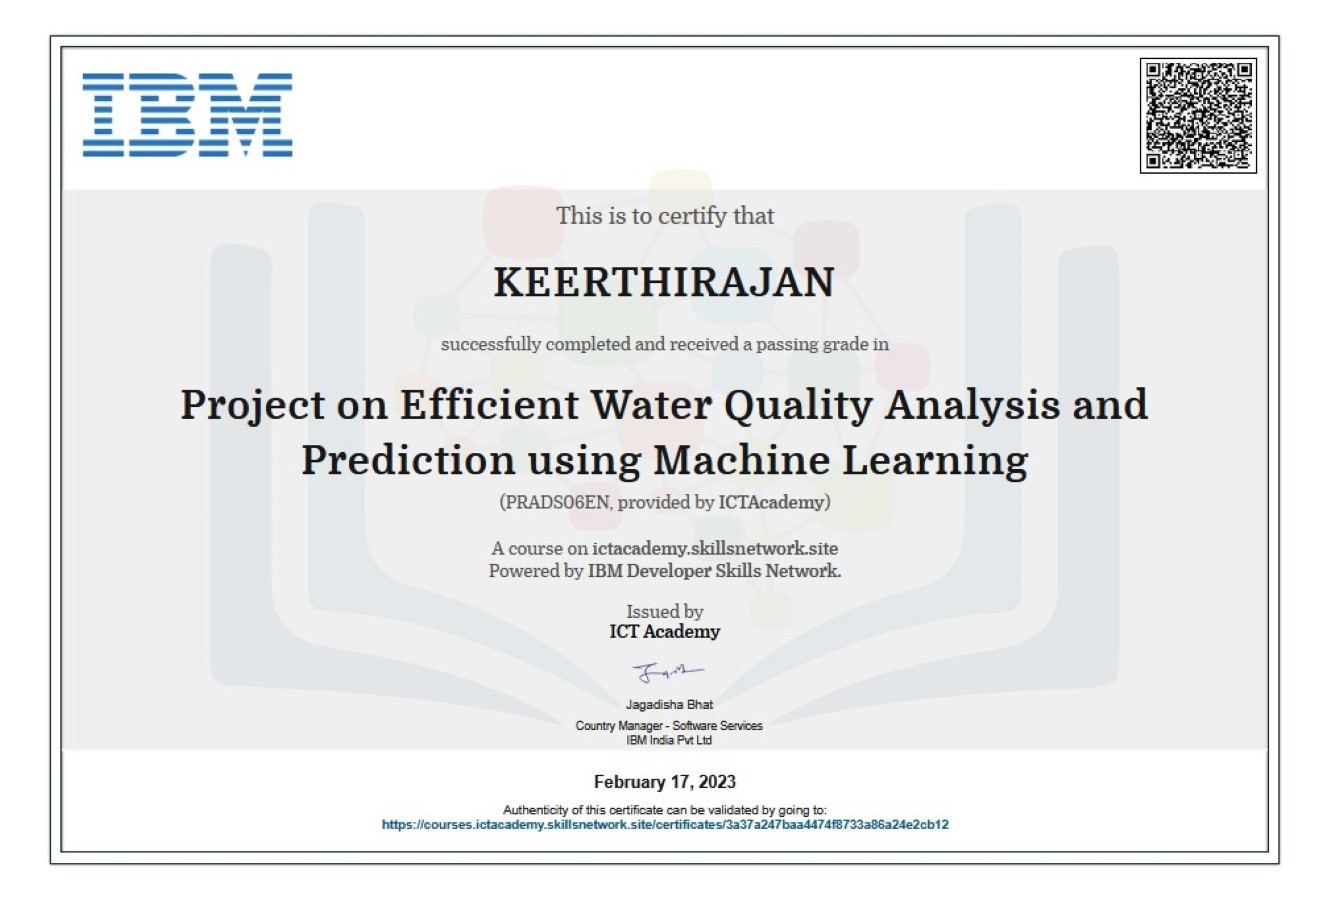 IBM
This is to certify that
KEERTHIRAJAN
successfully completed and received a passing grade in
Project on Efficient Water Quality Analysis and
Prediction using Machine Learning
(PRADS06EN, provided by ICTAcademy)
A course on ictacademy.skillsnetwork.site
Powered by IBM Developer Skills Network.
Issued by
ICT Academy
Jagadisha Bhat
Country Manager - Software Services
IBM India Pvt Ltd
February 17, 2023
Authenticity of this certificate can be validated by going to:
https://courses.ictacademy.skillsnetwork.site/certificates/3a37a247baa4474f8733a86a24e2cb12